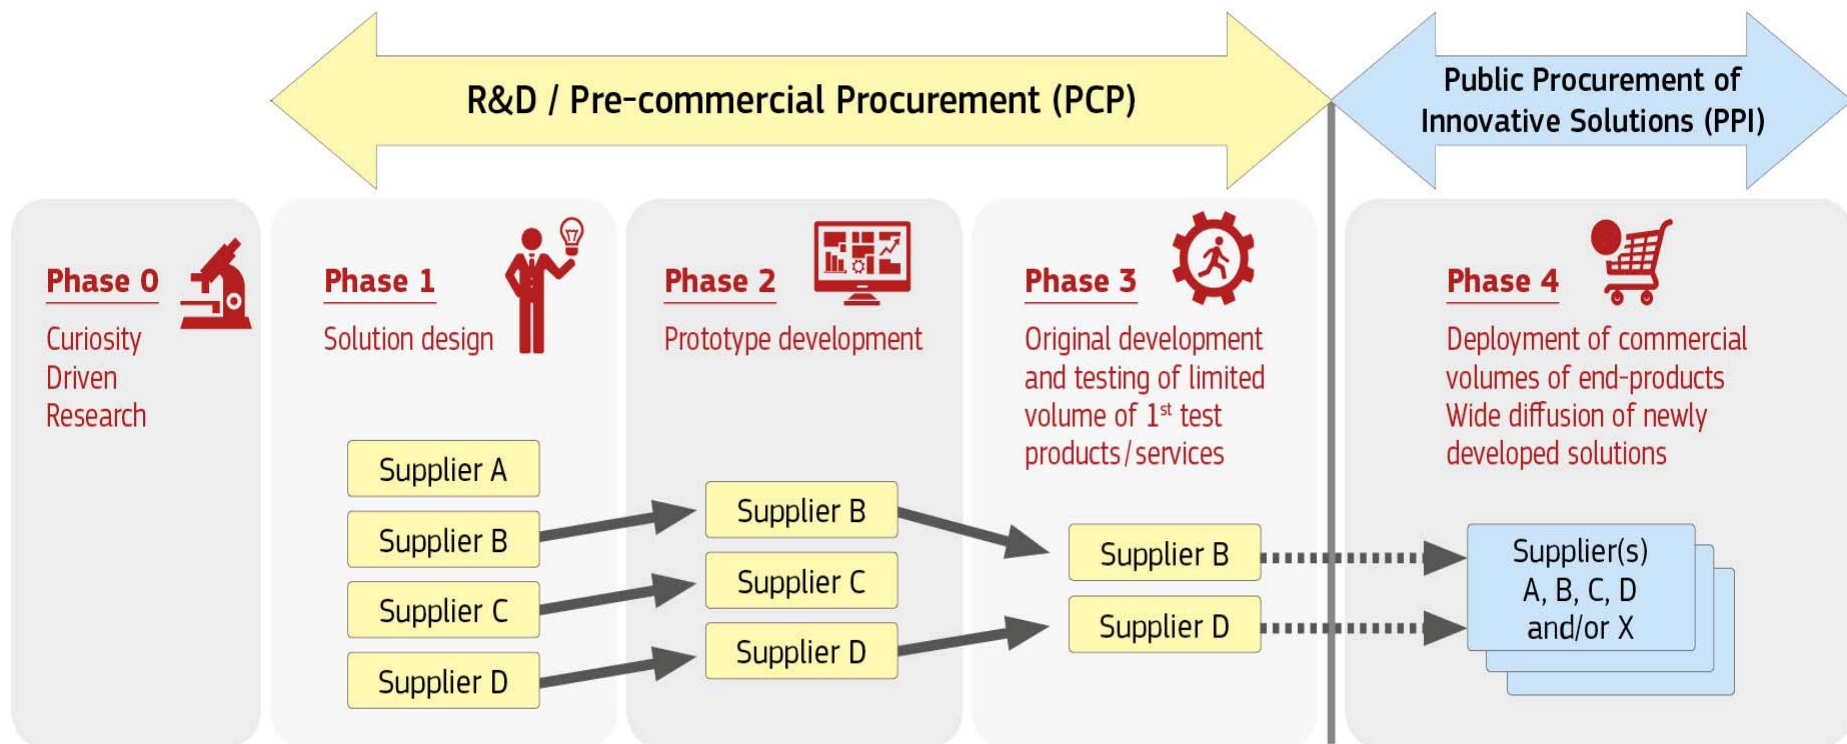 R&D / Pre-commercial Procurement (PCP)
Public Procurement of
Innovative Solutions (PPI)
Phase 0
Curiosity
Driven
Research
Phase 1
Solution design
Supplier A
Supplier B
Supplier C
Supplier D
Phase 2
Prototype development
Supplier B
Supplier C
Supplier D
Phase 3
Original development
and testing of limited
volume of 1st test
products/services
Supplier B
Supplier D
Phase 4
Deployment of commercial
volumes of end-products
Wide diffusion of newly
developed solutions
Supplier(s)
A, B, C, D
and/or X